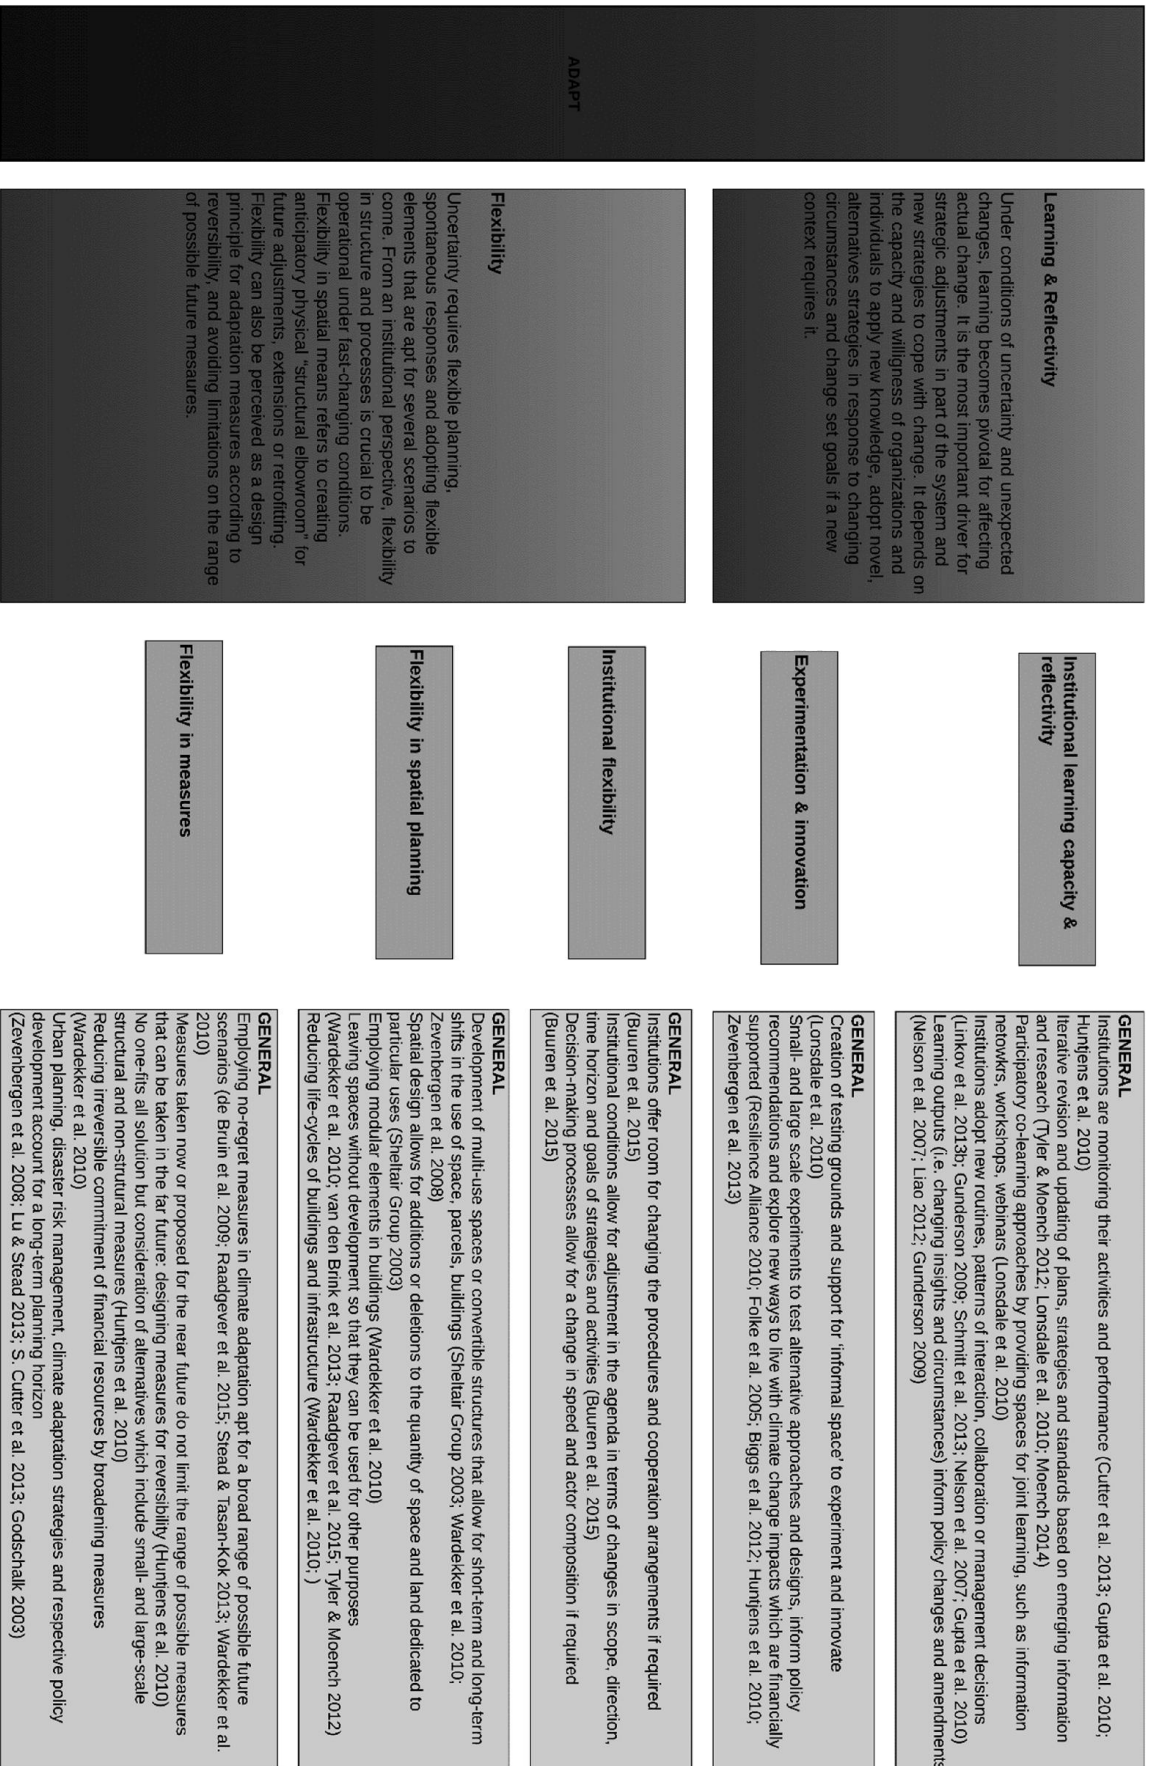 ADAPT
Learning & Reflectivity
Under conditions of uncertainty and unexpected
changes, learning becomes pivotal for affecting
actual change. It is the most important driver for
strategic adjustments in part of the system and
new strategies to cope with change. It depends on
the capacity and willigness of organizations and
individuals to apply new knowledge, adopt novel,
alternatives strategies in response to changing
circumstances and change set goals if a new
context requires it.
Institutional learning capacity &
reflectivity
GENERAL
Institutions are monitoring their activities and performance (Cutter et al. 2013; Gupta et al. 2010;
Huntjens et al. 2010)
Iterative revision and updating of plans, strategies and standards based on emerging information
and research (Tyler & Moench 2012; Lonsdale et al. 2010; Moench 2014)
Participatory co-learning approaches by providing spaces for joint learning, such as information
netowkrs, workshops, webinars (Lonsdale et al. 2010)
Institutions adopt new routines, patterns of interaction, collaboration or management decisions
(Linkov et al. 2013b; Gunderson 2009; Schmitt et al. 2013; Nelson et al. 2007; Gupta et al. 2010)
Learning outputs (i.e. changing insights and circumstances) inform policy changes and amendments
(Nelson et al. 2007; Liao 2012; Gunderson 2009)
Experimentation & innovation
GENERAL
Creation of testing grounds and support for 'informal space' to experiment and innovate
(Lonsdale et al. 2010)
Small- and large scale experiments to test alternative approaches and designs, inform policy
recommendations and explore new ways to live with climate change impacts which are financially
supported (Resilience Alliance 2010; Folke et al. 2005; Biggs et al. 2012; Huntjens et al. 2010;
Zevenbergen et al. 2013)
Flexibility
Uncertainty requires flexible planning,
spontaneous responses and adopting flexible
elements that are apt for several scenarios to
come. From an institutional perspective, flexibility
in structure and processes is crucial to be
operational under fast-changing conditions.
Flexibility in spatial means refers to creating
anticipatory physical "structural elbowroom" for
future adjustments, extensions or retrofitting.
Flexibility can also be perceived as a design
principle for adaptation measures according to
reversibility, and avoiding limitations on the range
of possible future mesaures.
Institutional flexibility
GENERAL
Institutions offer room for changing the procedures and cooperation arrangements if required
(Buuren et al. 2015)
Institutional conditions allow for adjustment in the agenda in terms of changes in scope, direction,
time horizon and goals of strategies and activities (Buuren et al. 2015)
Decision-making processes allow for a change in speed and actor composition if required
(Buuren et al. 2015)
Flexibility in spatial planning
GENERAL
Development of multi-use spaces or convertible structures that allow for short-term and long-term
shifts in the use of space, parcels, buildings (Sheltair Group 2003; Wardekker et al. 2010;
Zevenbergen et al. 2008)
Spatial design allows for additions or deletions to the quantity of space and land dedicated to
particular uses (Sheltair Group 2003)
Employing modular elements in buildings (Wardekker et al. 2010)
Leaving spaces without development so that they can be used for other purposes
(Wardekker et al. 2010; van den Brink et al. 2013; Raadgever et al. 2015; Tyler & Moench 2012)
Reducing life-cycles of buildings and infrastructure (Wardekker et al. 2010; )
Flexibility in measures
GENERAL
Employing no-regret measures in climate adaptation apt for a broad range of possible future
scenarios (de Bruin et al. 2009; Raadgever et al. 2015; Stead & Tasan-Kok 2013; Wardekker et al.
2010)
Measures taken now or proposed for the near future do not limit the range of possible measures
that can be taken in the far future: designing measures for reversibility (Huntjens et al. 2010)
No one-fits all solution but consideration of alternatives which include small- and large-scale
structural and non-strutural measures (Huntjens et al. 2010)
Reducing irreversible commitment of financial resources by broadening measures
(Wardekker et al. 2010)
Urban planning, disaster risk management, climate adaptation strategies and respective policy
development account for a long-term planning horizon
(Zevenbergen et al. 2008; Lu & Stead 2013; S. Cutter et al. 2013; Godschalk 2003)